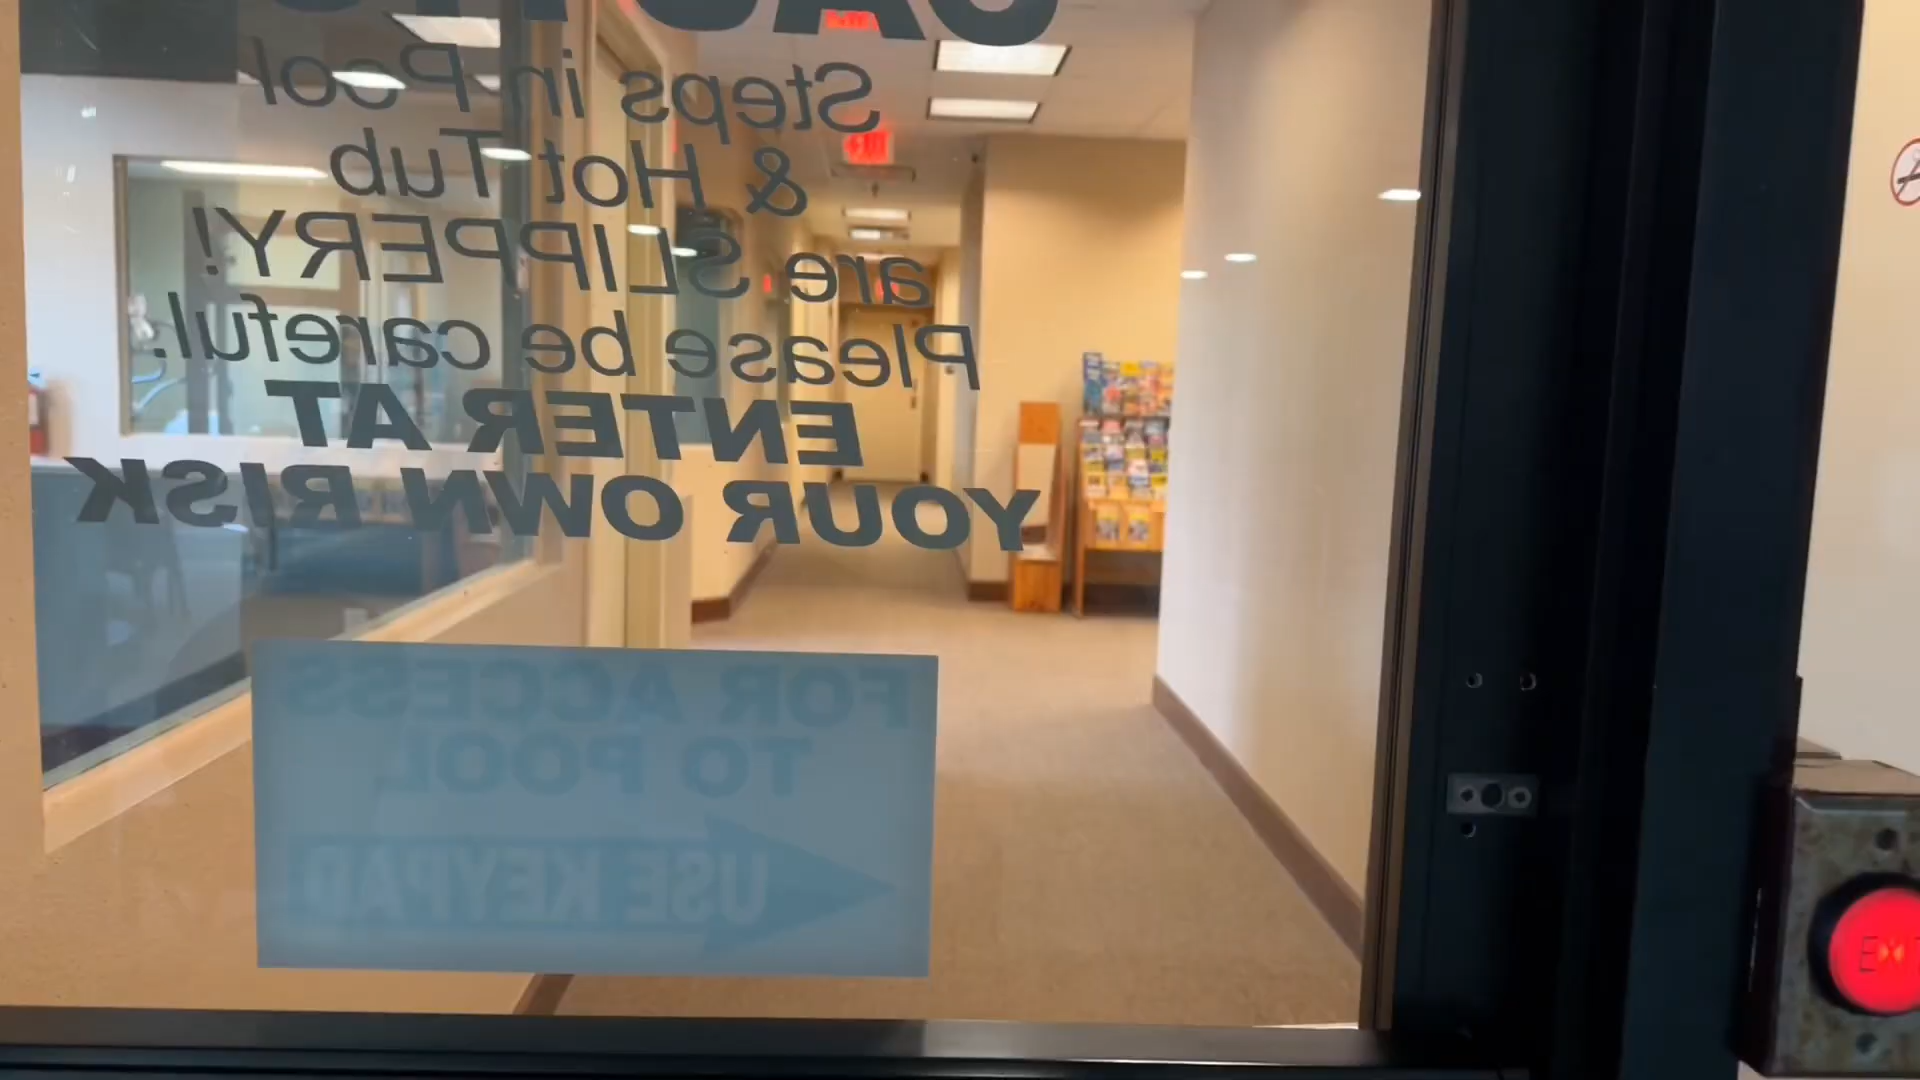 Steps in Pool
& Hot Tub
are SLIPPERY!
Please be careful.
ENTER AT
YOUR OWN RISK
FOR ACCESS
TO POOL
USE KEYPAD
EXIT